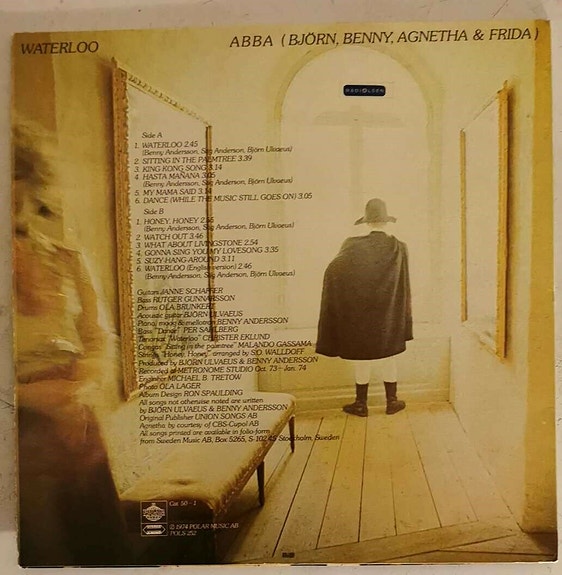 WATERLOO
ABBA (BJÖRN, BENNY, AGNETHA & FRIDA)
Side A
1. WATERLOO 2.45
(Benny Andersson, Stig Anderson, Björn Ulvaeus)
2. SITTING IN THE PALMTREE 3.39
3. KING KONG SONG 3.14
4. HASTA MAÑANA 3.05
(Benny Andersson, Stig Anderson, Björn Ulvaeus)
5. MY MAMA SAID 3.14
6. DANCE (WHILE THE MUSIC STILL GOES ON) 3.05
Side B
1. HONEY, HONEY 2.55
(Benny Andersson, Stig Anderson, Björn Ulvaeus)
2. WATCH OUT 3.46
3. WHAT ABOUT LIVINGSTONE 2.54
4. GONNA SING YOU MY LOVESONG 3.35
5. SUZY-HANG-AROUND 3.11
6. WATERLOO (English version) 2.46
(Benny Andersson, Stig Anderson, Björn Ulvaeus)
Guitars JANNE SCHAFFER
Bass RUTGER GUNNARSSON
Drums OLA BRUNKERT
Acoustic guitar BJÖRN ULVAEUS
Piano, moog & mellotron BENNY ANDERSSON
Bass "Dance" PER SAHLBERG
Tenorsax "Waterloo" CHRISTER EKLUND
Congas "Sitting in the palmtree" MALANDO GASSAMA
Strings "Honey, Honey" arranged by S.O. WALLDOFF
Produced by BJÖRN ULVAEUS & BENNY ANDERSSON
Recorded at METRONOME STUDIO Oct. 73 - Jan. 74
Engineer MICHAEL B. TRETOW
Photo OLA LAGER
Album Design RON SPAULDING
All songs not otherwise noted are written
by BJÖRN ULVAEUS & BENNY ANDERSSON
Original Publisher UNION SONGS AB
Agnetha by courtesy of CBS-Cupol AB
All songs printed are available in folio-form
from Sweden Music AB, Box 5265, S-102 45 Stockholm, Sweden
Cat 50-1
STEREO
℗ 1974 POLAR MUSIC AB
POLS 252